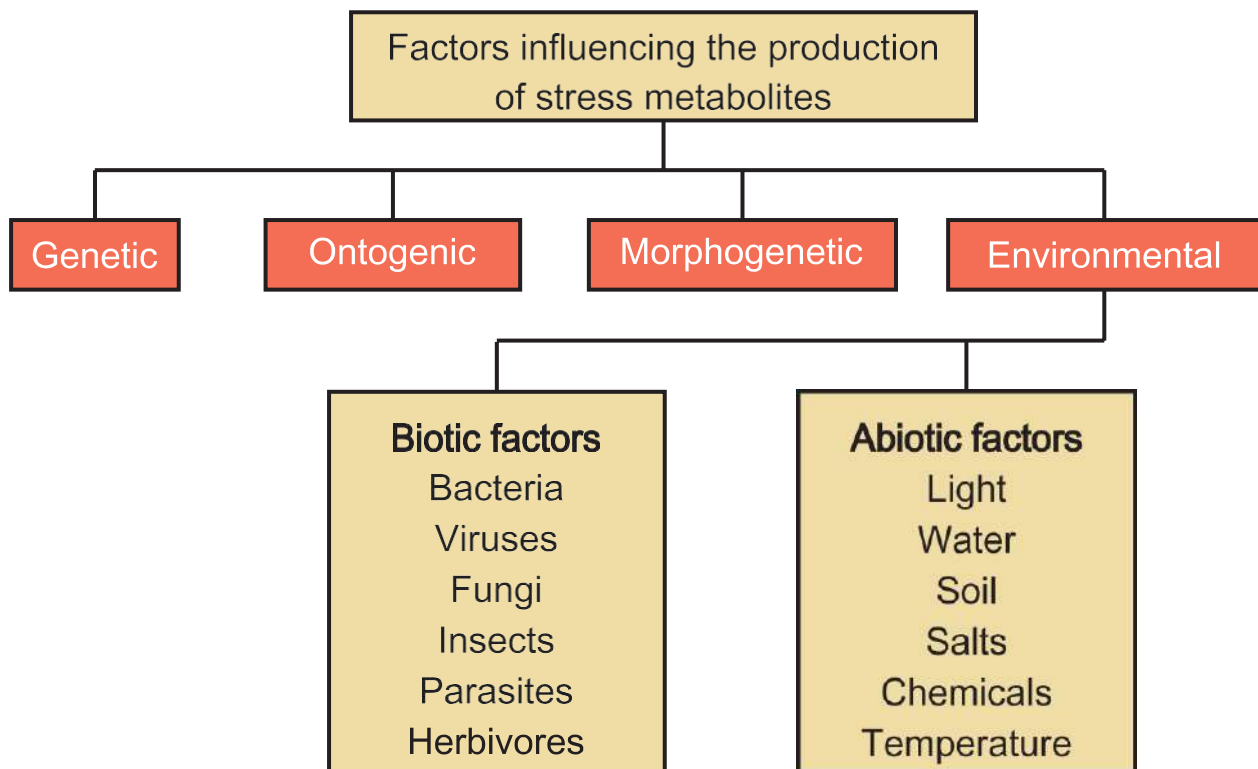 Factors influencing the production
of stress metabolites
Genetic
Ontogenic
Morphogenetic
Environmental
Biotic factors
Bacteria
Viruses
Fungi
Insects
Parasites
Herbivores
Abiotic factors
Light
Water
Soil
Salts
Chemicals
Temperature